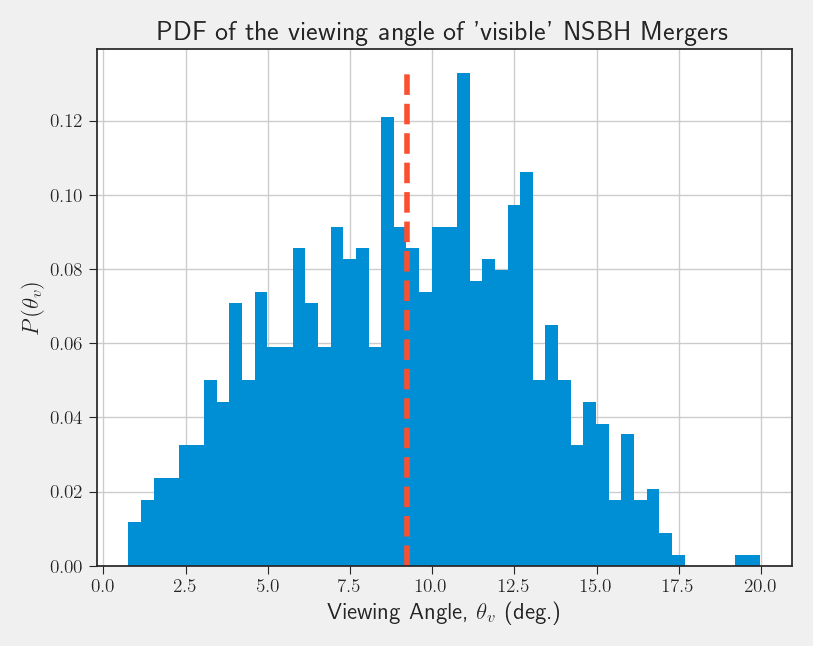 PDF of the viewing angle of 'visible' NSBH Mergers
0.12
0.10
0.08
0.06
0.04
0.02
0.00
P(θv)
0.0 2.5 5.0 7.5 10.0 12.5 15.0 17.5 20.0
Viewing Angle, θv (deg.)